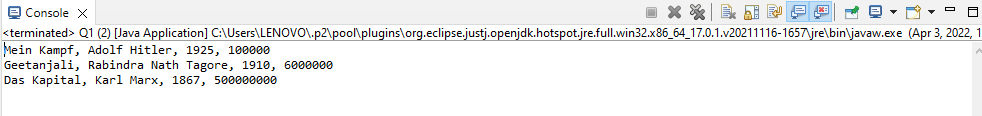 Console
<terminated> Q1 (2) [Java Application] C:\Users\LENOVO\.p2\pool\plugins\org.eclipse.justj.openjdk.hotspot.jre.full.win32.x86_64_17.0.1.v20211116-1657\jre\bin\javaw.exe (Apr 3, 2022, 1
Mein Kampf, Adolf Hitler, 1925, 100000
Geetanjali, Rabindra Nath Tagore, 1910, 6000000
Das Kapital, Karl Marx, 1867, 500000000